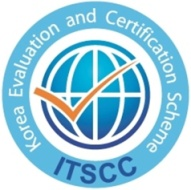 Korea Evaluation and Certification Scheme
ITSCC